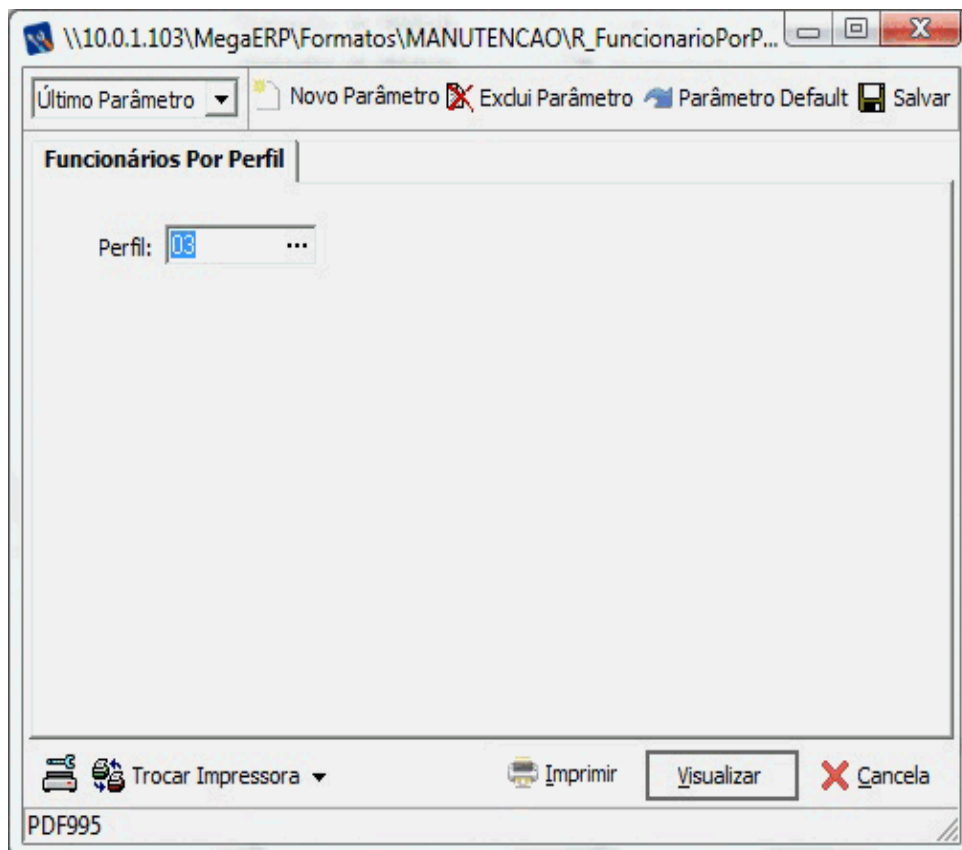 \\10.0.1.103\MegaERP\Formatos\MANUTENCAO\R_FuncionarioPorP...
Último Parâmetro Novo Parâmetro Exclui Parâmetro Parâmetro Default Salvar
Funcionários Por Perfil
Perfil: 03 ...
Trocar Impressora Imprimir Visualizar Cancela
PDF995